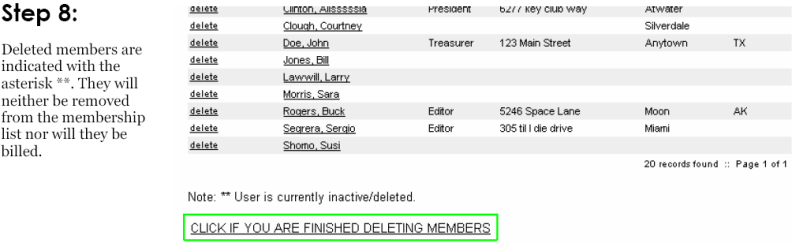 Step 8:
Deleted members are
indicated with the
asterisk **. They will
neither be removed
from the membership
list nor will they be
billed.
delete Clinton, Alisssssia President 6277 key club way Atwater
delete Clough, Courtney Silverdale
delete Doe, John Treasurer 123 Main Street Anytown TX
delete Jones, Bill
delete Lawwill, Larry
delete Morris, Sara
delete Rogers, Buck Editor 5246 Space Lane Moon AK
delete Segrera, Sergio Editor 305 til I die drive Miami
delete Shomo, Susi
20 records found :: Page 1 of 1
Note: ** User is currently inactive/deleted.
CLICK IF YOU ARE FINISHED DELETING MEMBERS